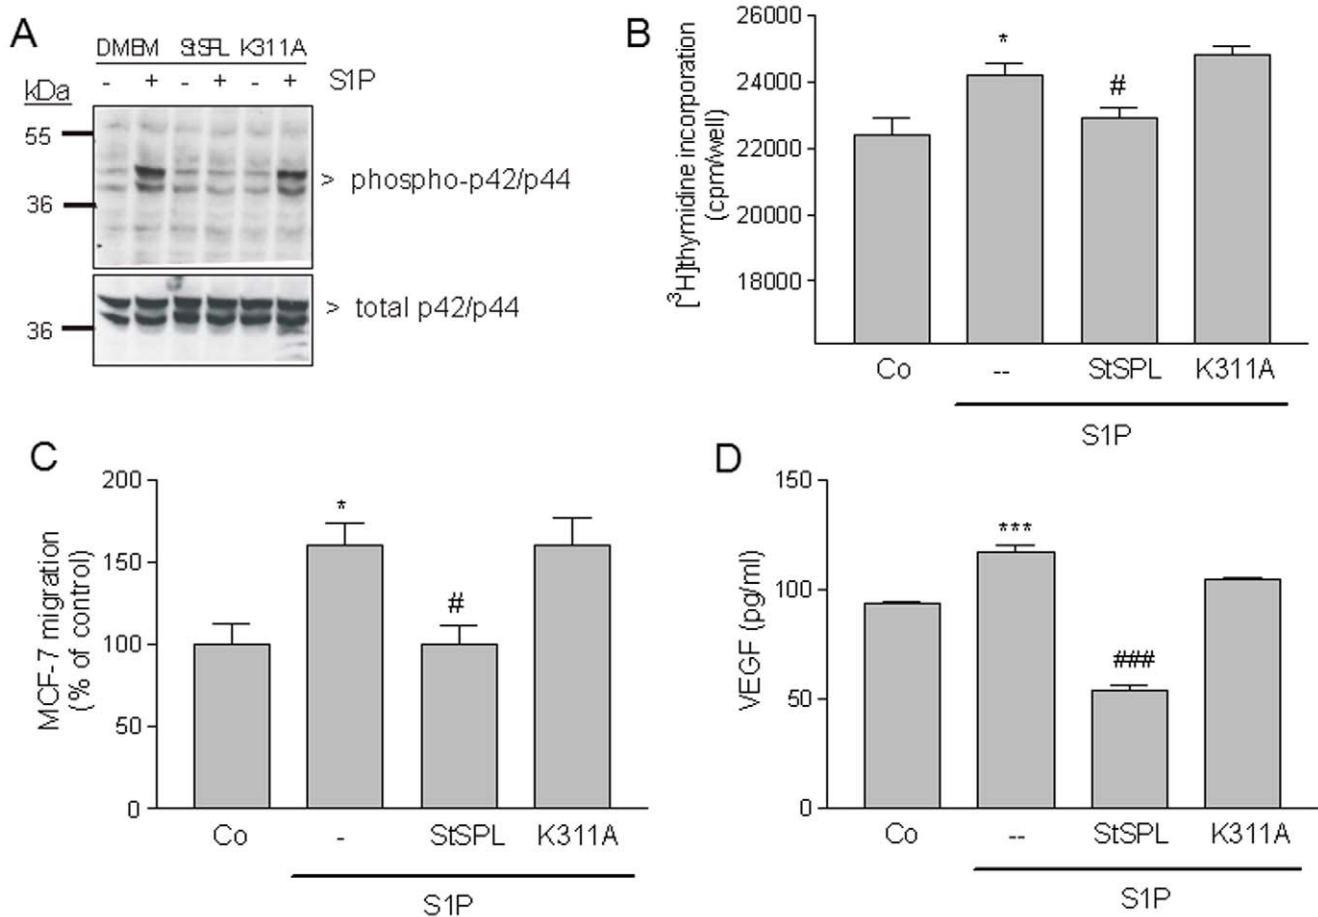 A
DMEM StSPL K311A
- + - + - + S1P
kDa
55
> phospho-p42/p44
36
> total p42/p44
36
B
[³H]thymidine incorporation
(cpm/well)
26000
24000
22000
20000
18000
*
#
Co -- StSPL K311A
S1P
C
MCF-7 migration
(% of control)
200
150
100
50
0
*
#
Co - StSPL K311A
S1P
D
VEGF (pg/ml)
150
100
50
0
***
###
Co -- StSPL K311A
S1P